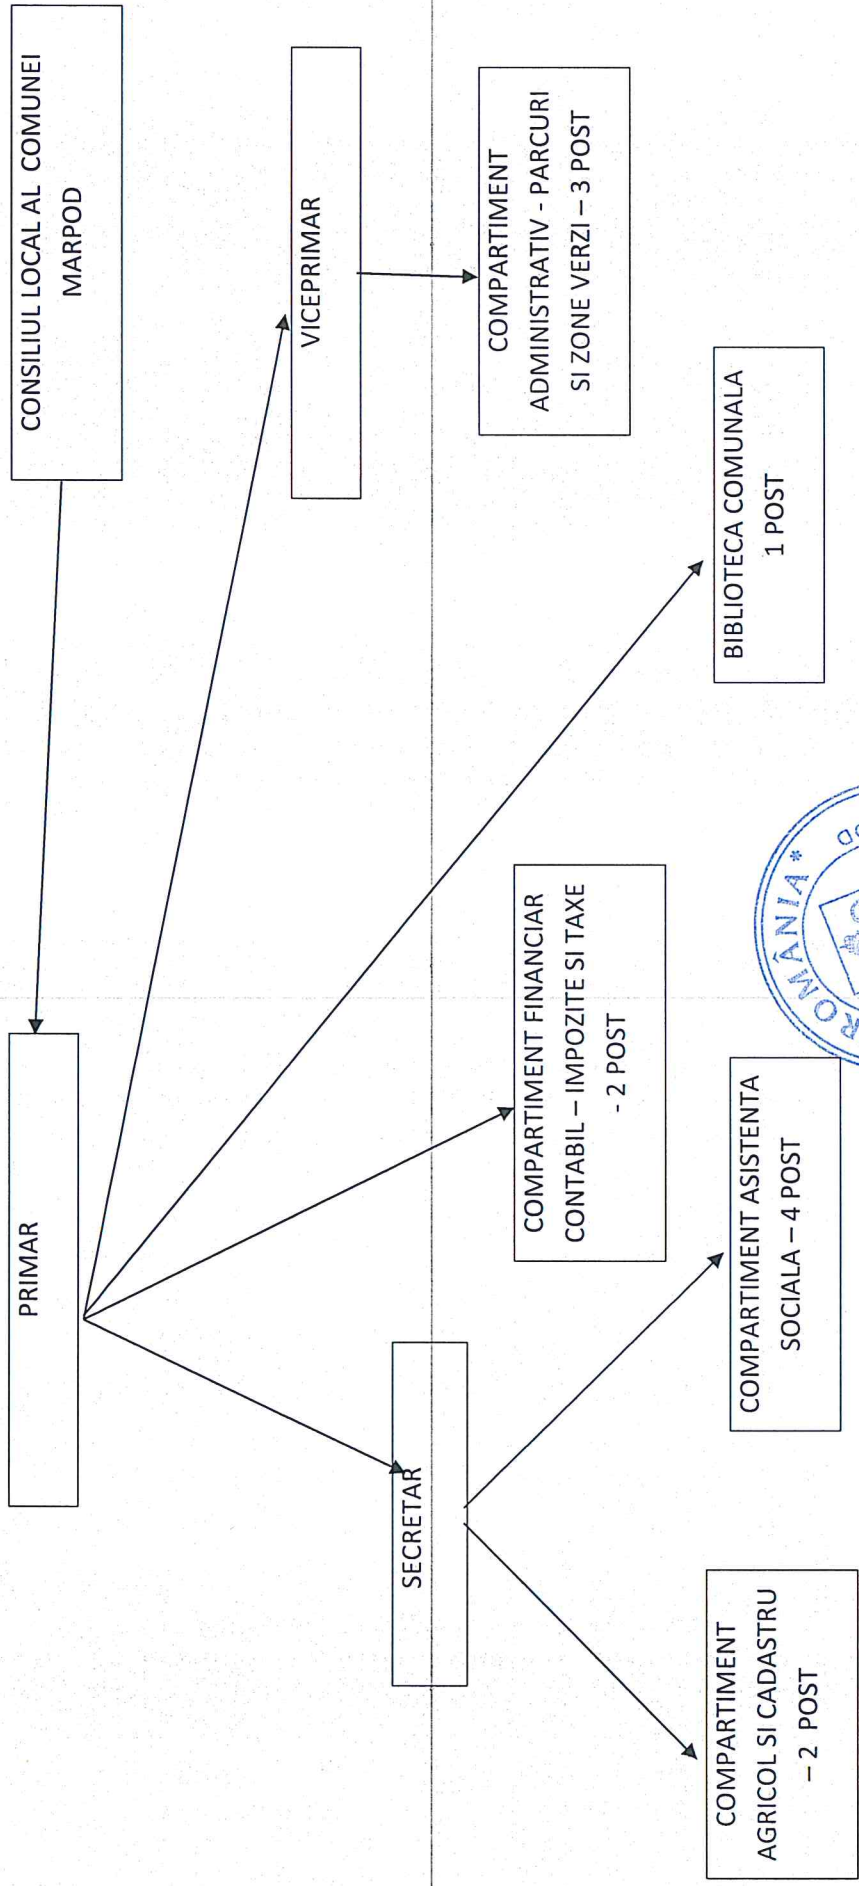 CONSILIUL LOCAL AL COMUNEI
MARPOD
PRIMAR
VICEPRIMAR
COMPARTIMENT
ADMINISTRATIV - PARCURI
SI ZONE VERZI – 3 POST
SECRETAR
COMPARTIMENT FINANCIAR
CONTABIL – IMPOZITE SI TAXE
- 2 POST
BIBLIOTECA COMUNALA
1 POST
COMPARTIMENT
AGRICOL SI CADASTRU
– 2 POST
COMPARTIMENT ASISTENTA
SOCIALA – 4 POST
ROMÂNIA *